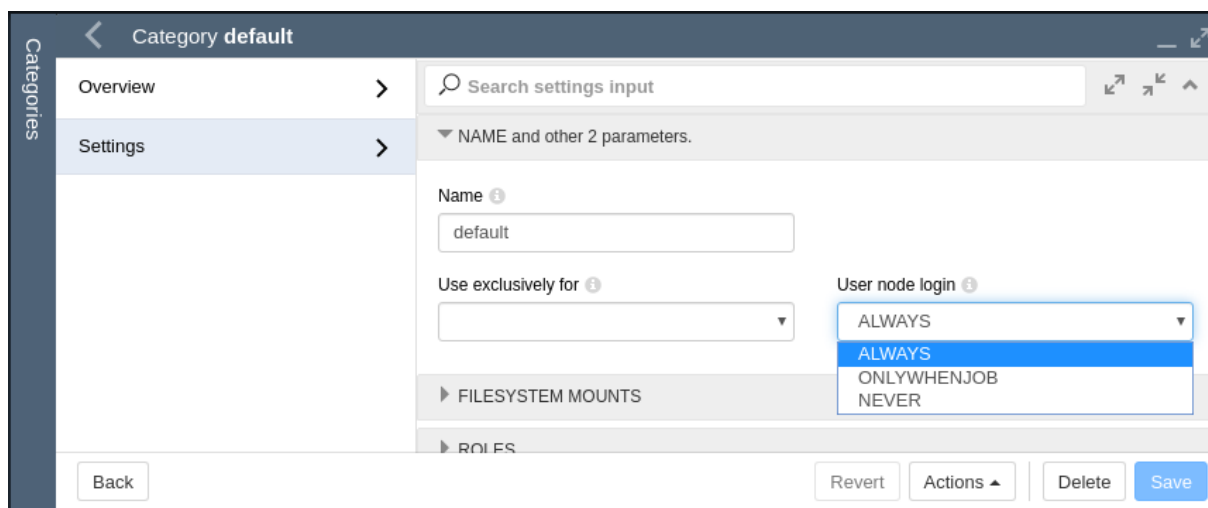 Categories
Category default
Overview
Settings
Search settings input
NAME and other 2 parameters.
Name
default
Use exclusively for
User node login
ALWAYS
ALWAYS
ONLYWHENJOB
NEVER
FILESYSTEM MOUNTS
ROLES
Back
Revert
Actions
Delete
Save